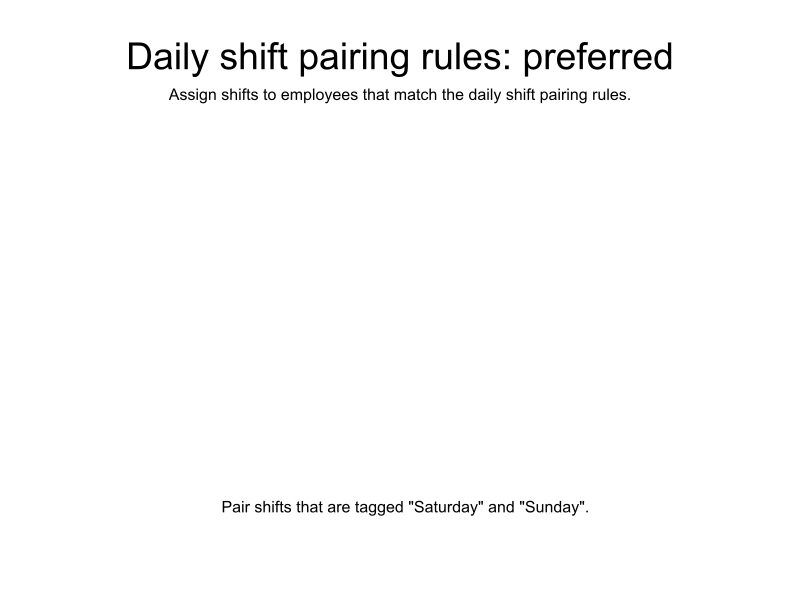 Daily shift pairing rules: preferred
Assign shifts to employees that match the daily shift pairing rules.
Pair shifts that are tagged "Saturday" and "Sunday".